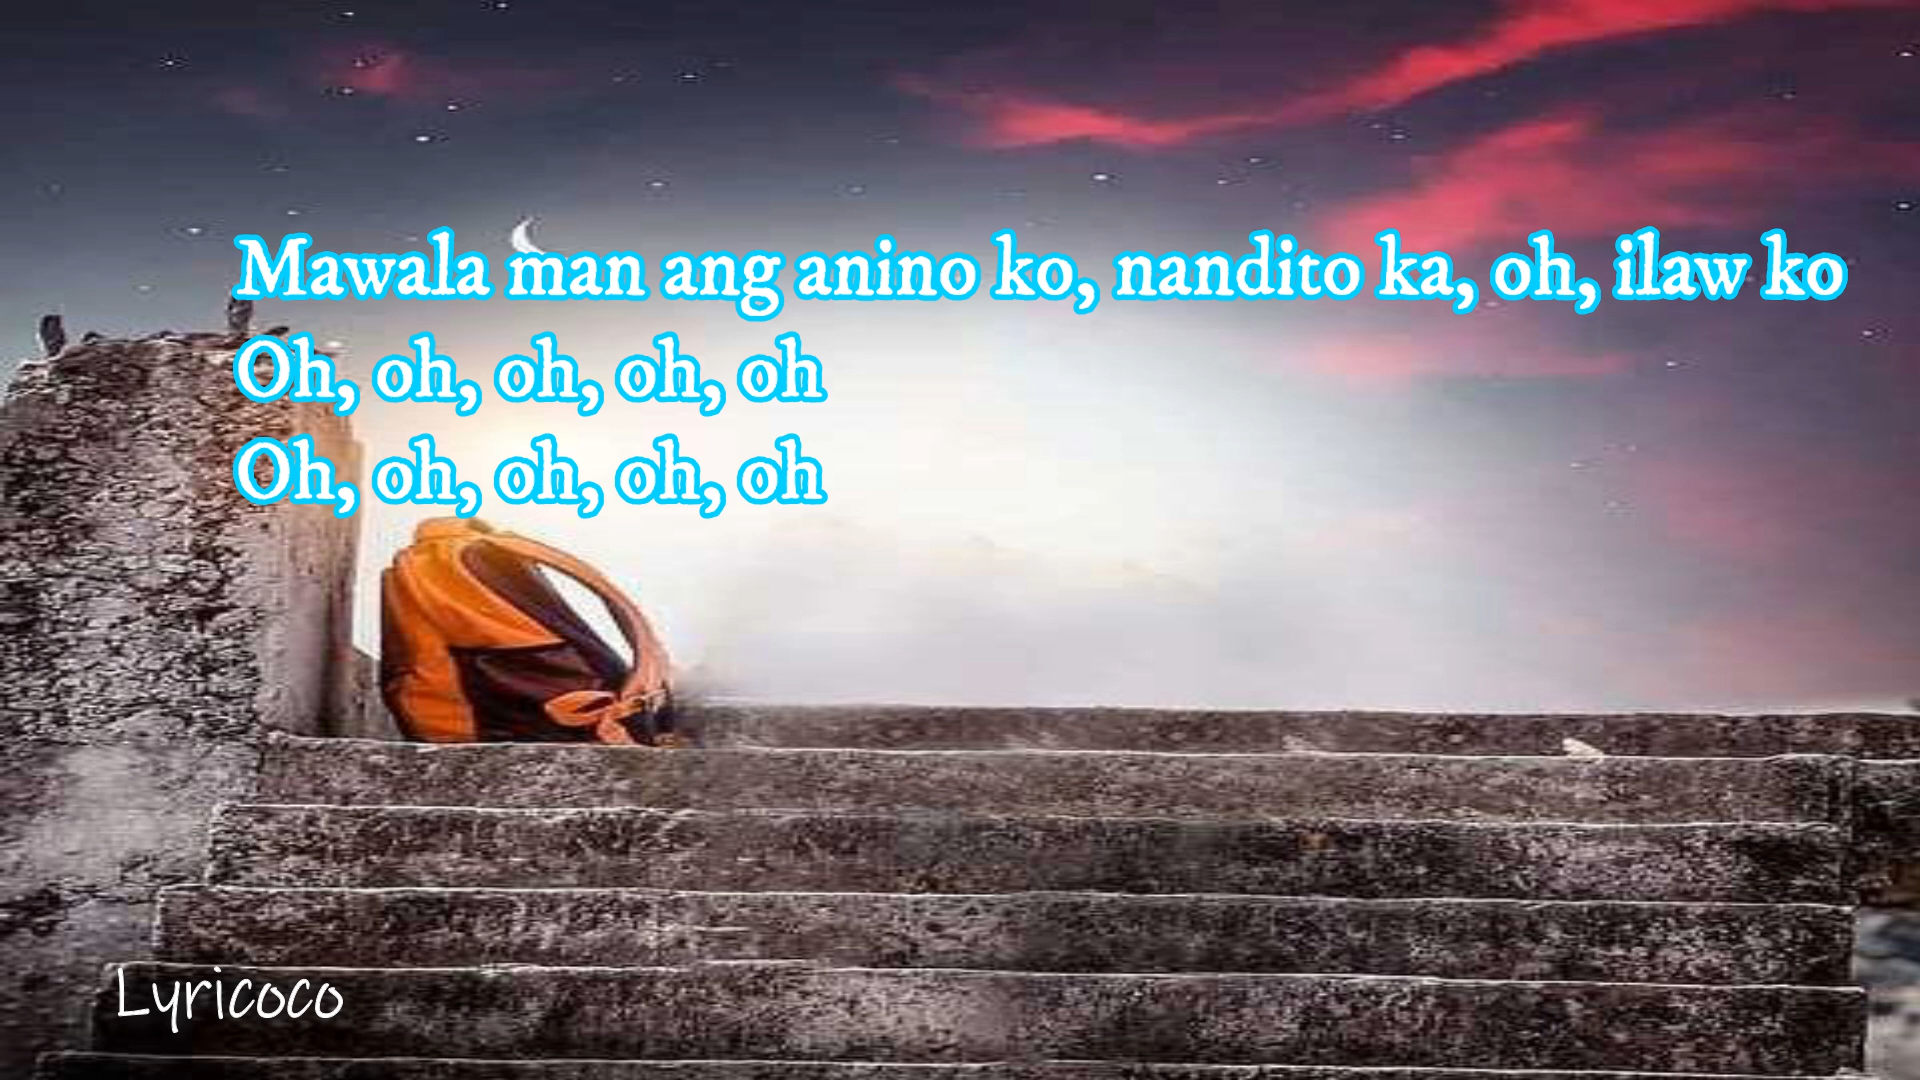 Mawala man ang anino ko, nandito ka, oh, ilaw ko
Oh, oh, oh, oh, oh
Oh, oh, oh, oh, oh
Lyricoco